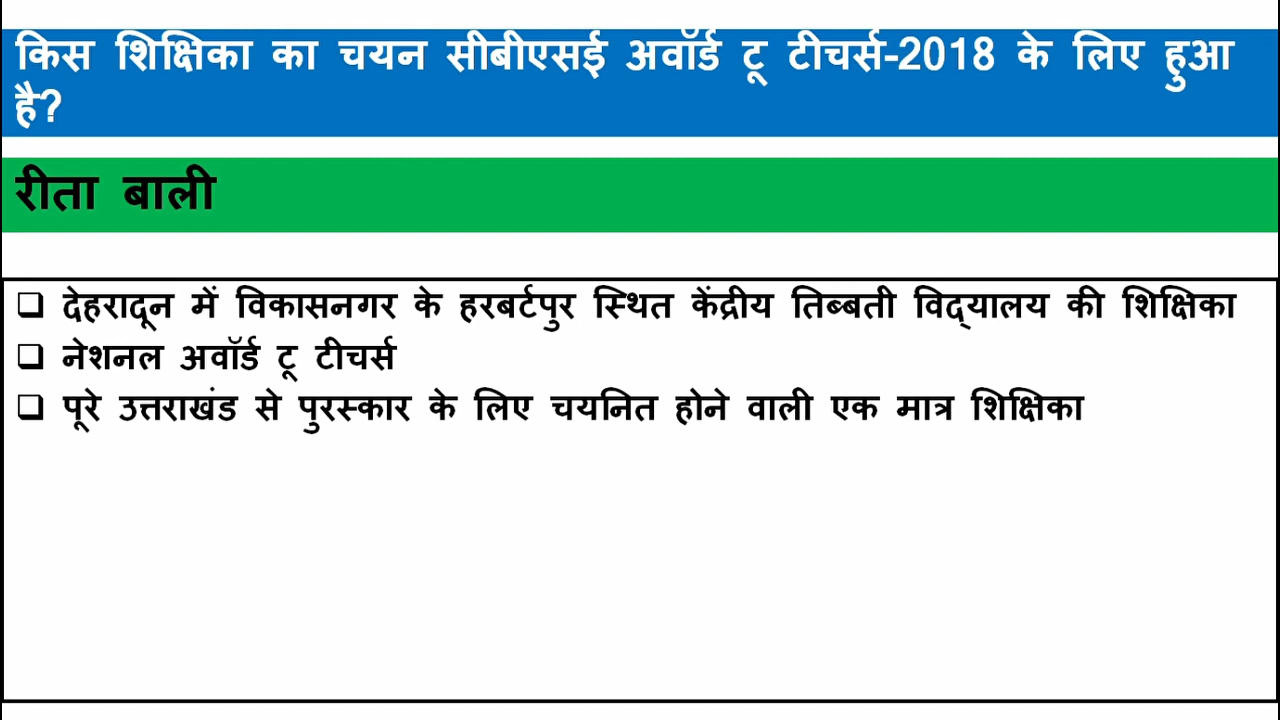 किस शिक्षिका का चयन सीबीएसई अवॉर्ड टू टीचर्स-2018 के लिए हुआ
है?
रीता बाली
❑ देहरादून में विकासनगर के हरबर्टपुर स्थित केंद्रीय तिब्बती विद्यालय की शिक्षिका
❑ नेशनल अवॉर्ड टू टीचर्स
❑ पूरे उत्तराखंड से पुरस्कार के लिए चयनित होने वाली एक मात्र शिक्षिका